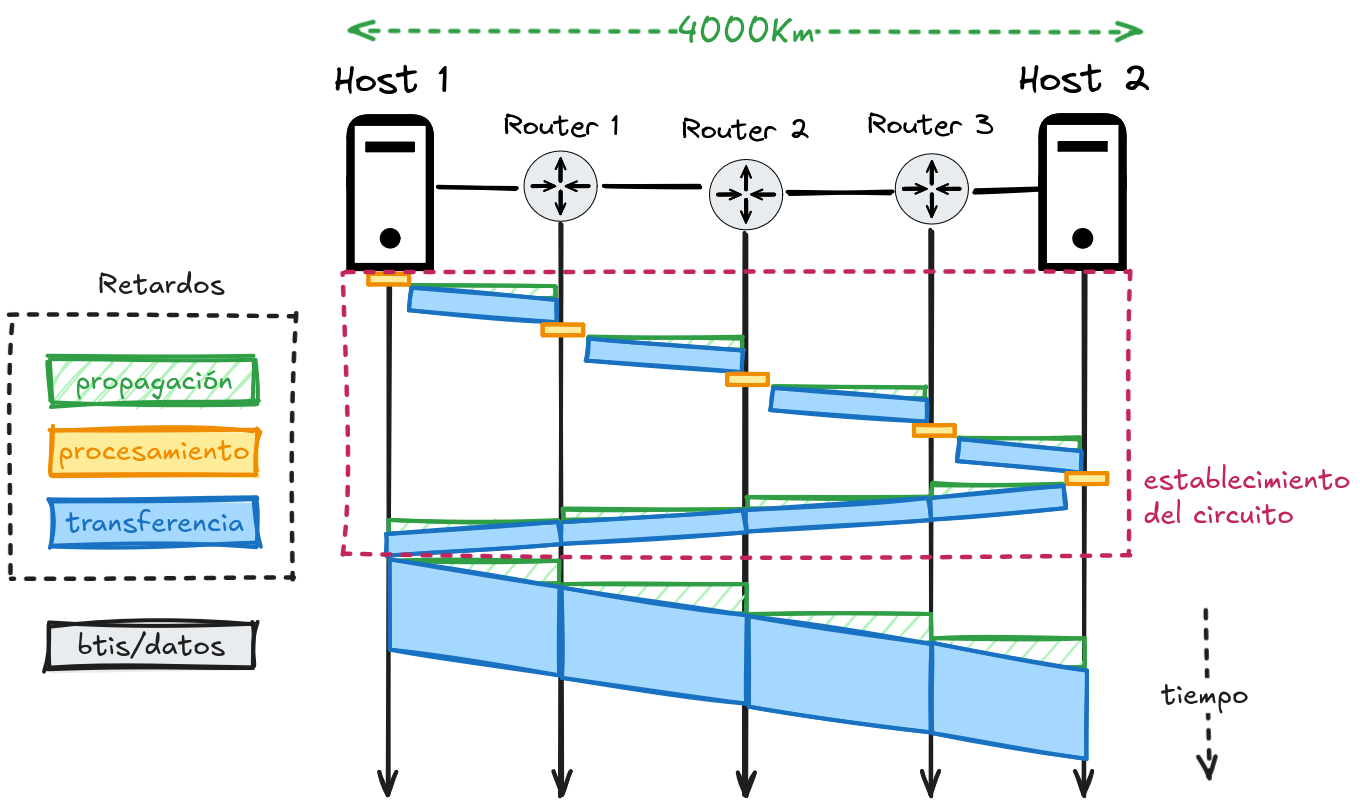 4000Km
Host 1
Host 2
Router 1
Router 2
Router 3
Retardos
propagación
procesamiento
transferencia
establecimiento
del circuito
btis/datos
tiempo